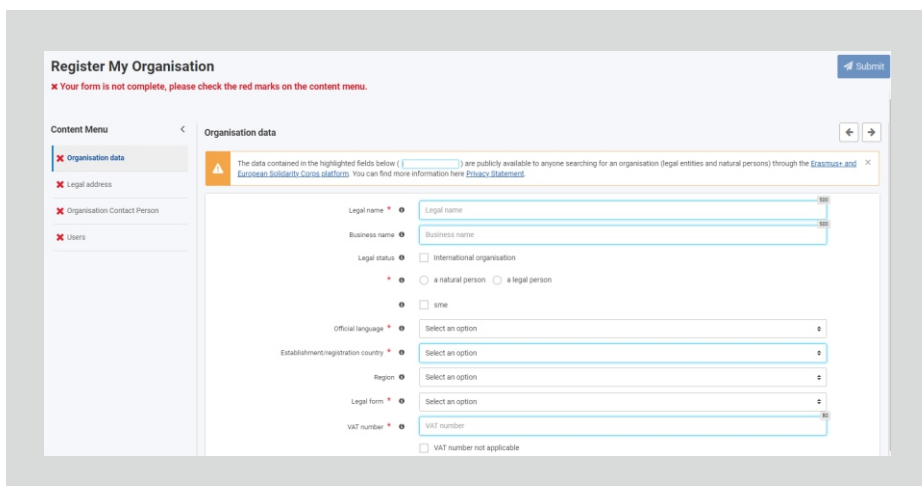 Register My Organisation
Submit
✖ Your form is not complete, please check the red marks on the content menu.
Content Menu
Organisation data
✖ Organisation data
✖ Legal address
✖ Organisation Contact Person
✖ Users
The data contained in the highlighted fields below ( ) are publicly available to anyone searching for an organisation (legal entities and natural persons) through the Erasmus+ and
European Solidarity Corps platform. You can find more information here Privacy Statement.
Legal name * Legal name
Business name Business name
Legal status International organisation
* a natural person a legal person
sme
Official language * Select an option
Establishment/registration country * Select an option
Region Select an option
Legal form * Select an option
VAT number * VAT number
VAT number not applicable